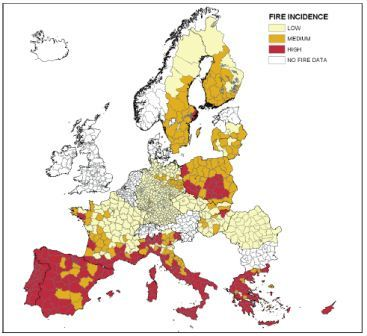 FIRE INCIDENCE
LOW
MEDIUM
HIGH
NO FIRE DATA